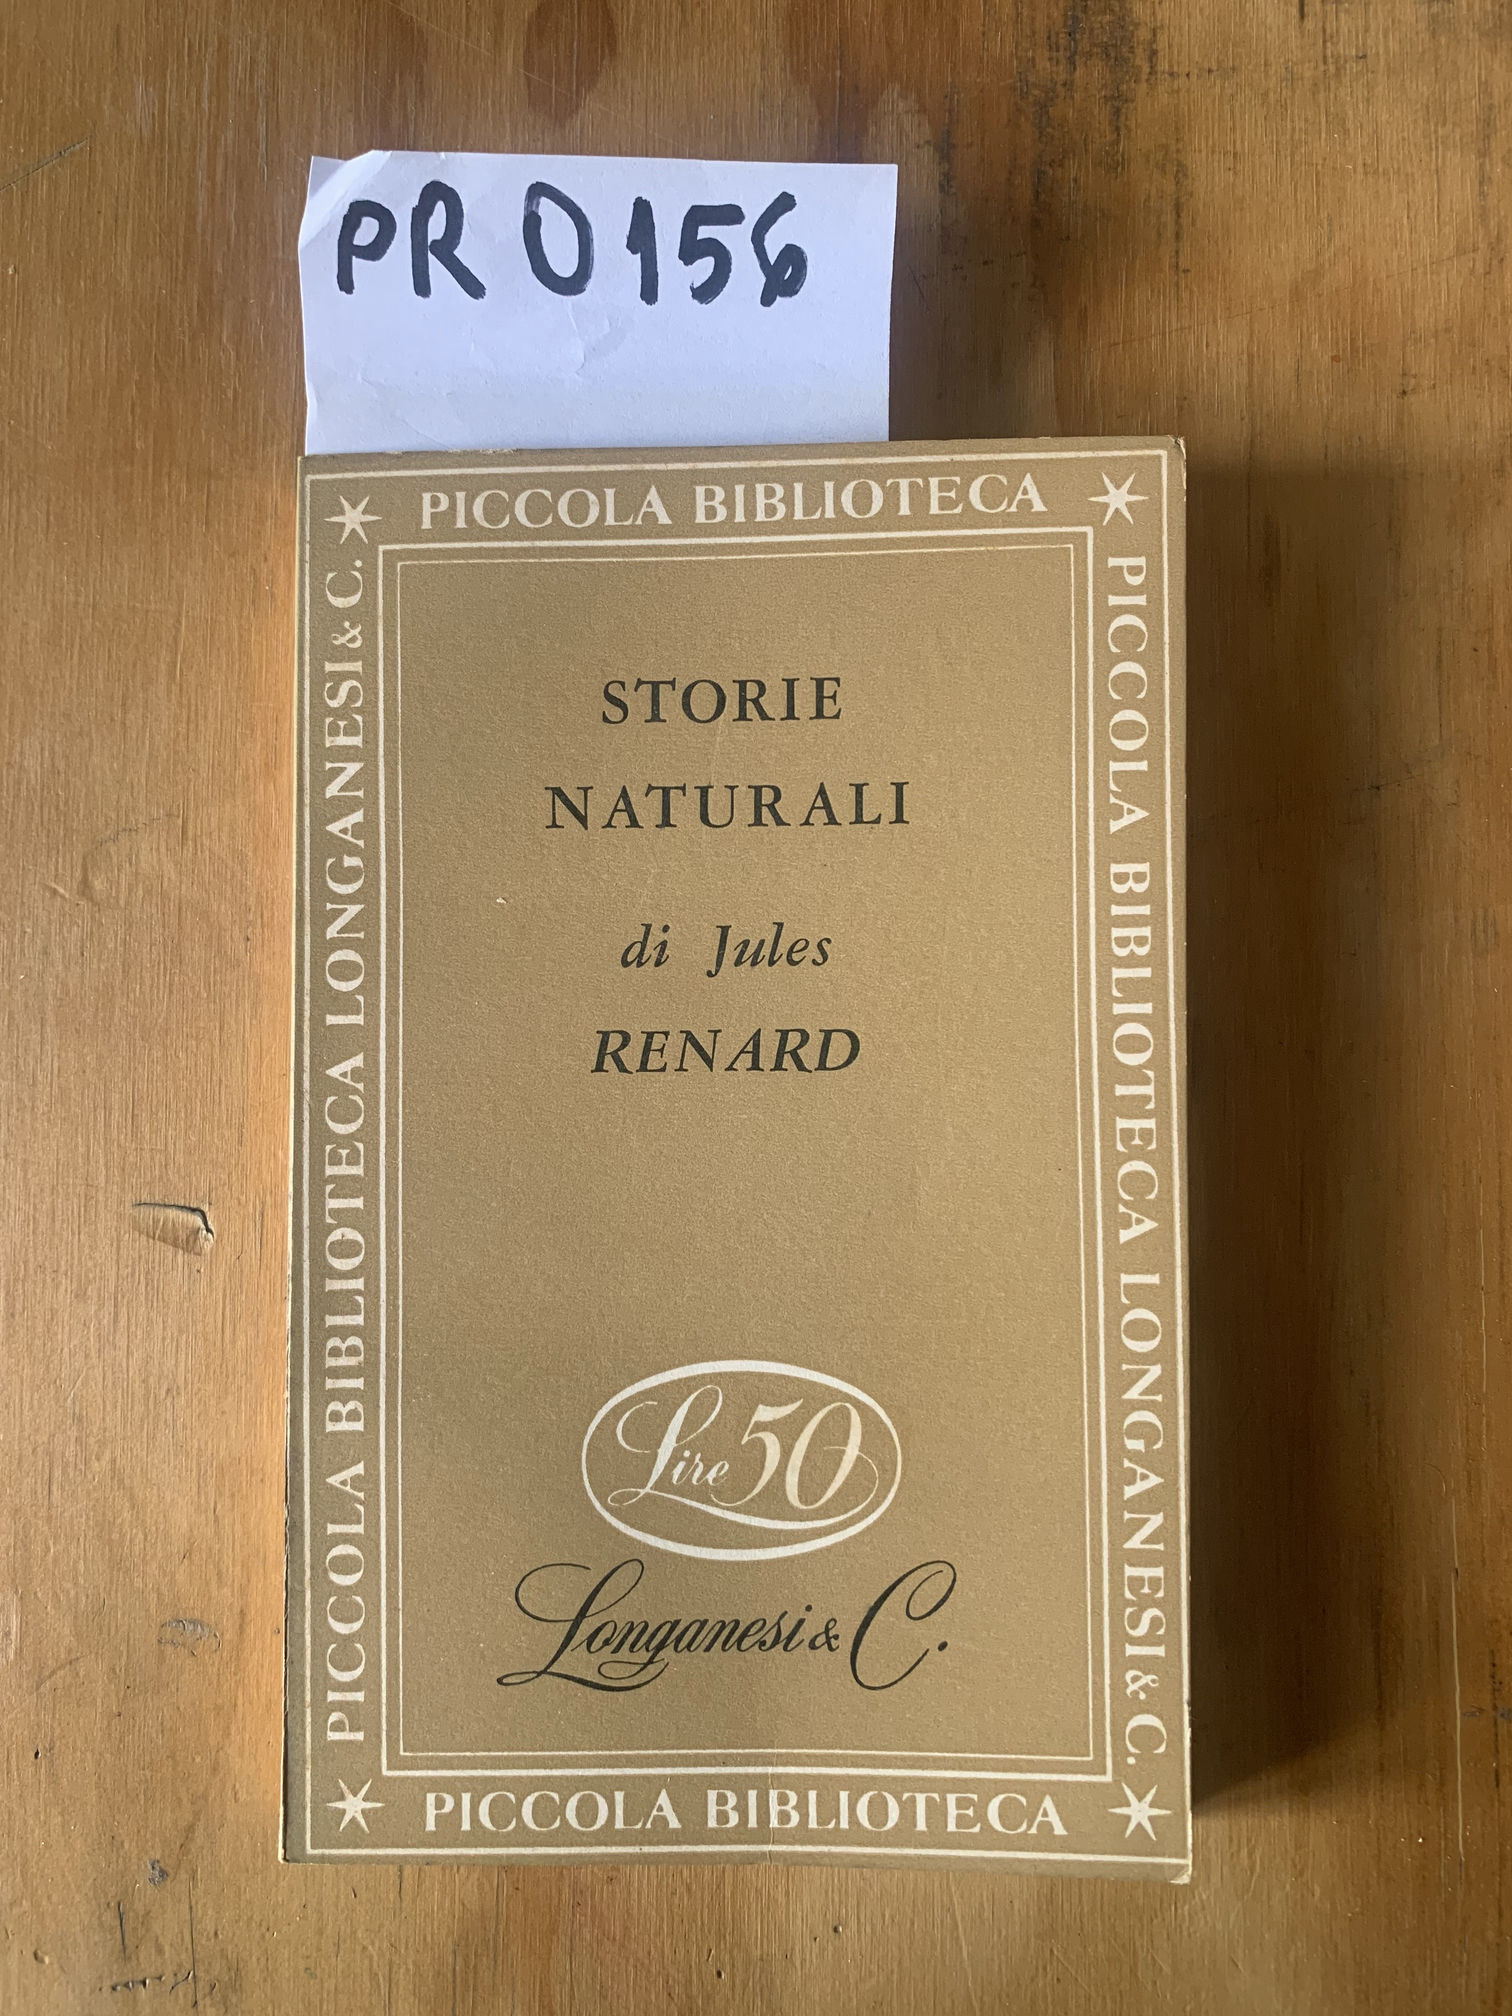 PR 0156
PICCOLA BIBLIOTECA
PICCOLA BIBLIOTECA LONGANESI & C.
PICCOLA BIBLIOTECA LONGANESI & C.
STORIE
NATURALI
di Jules
RENARD
Lire 50
Longanesi & C.
PICCOLA BIBLIOTECA